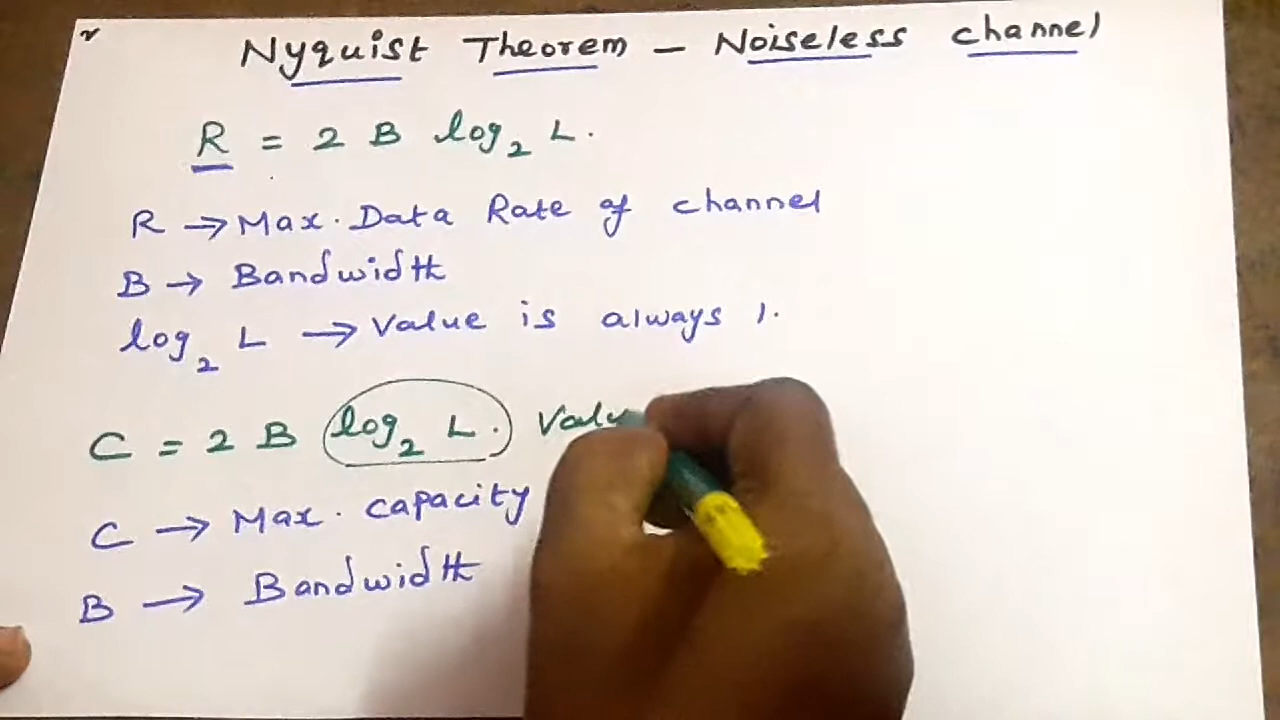 Nyquist Theorem - Noiseless channel
R = 2 B log₂ L.
R → Max. Data Rate of channel
B → Bandwidth
log₂ L → Value is always 1.
C = 2 B log₂ L.
C → Max. capacity
B → Bandwidth